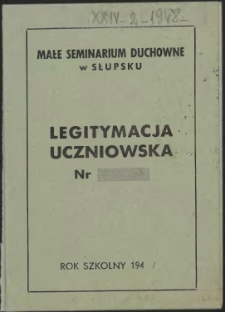 XXIV-2-1948-
MAŁE SEMINARIUM DUCHOWNE
W SŁUPSKU
LEGITYMACJA
UCZNIOWSKA
Nr
ROK SZKOLNY 194 /